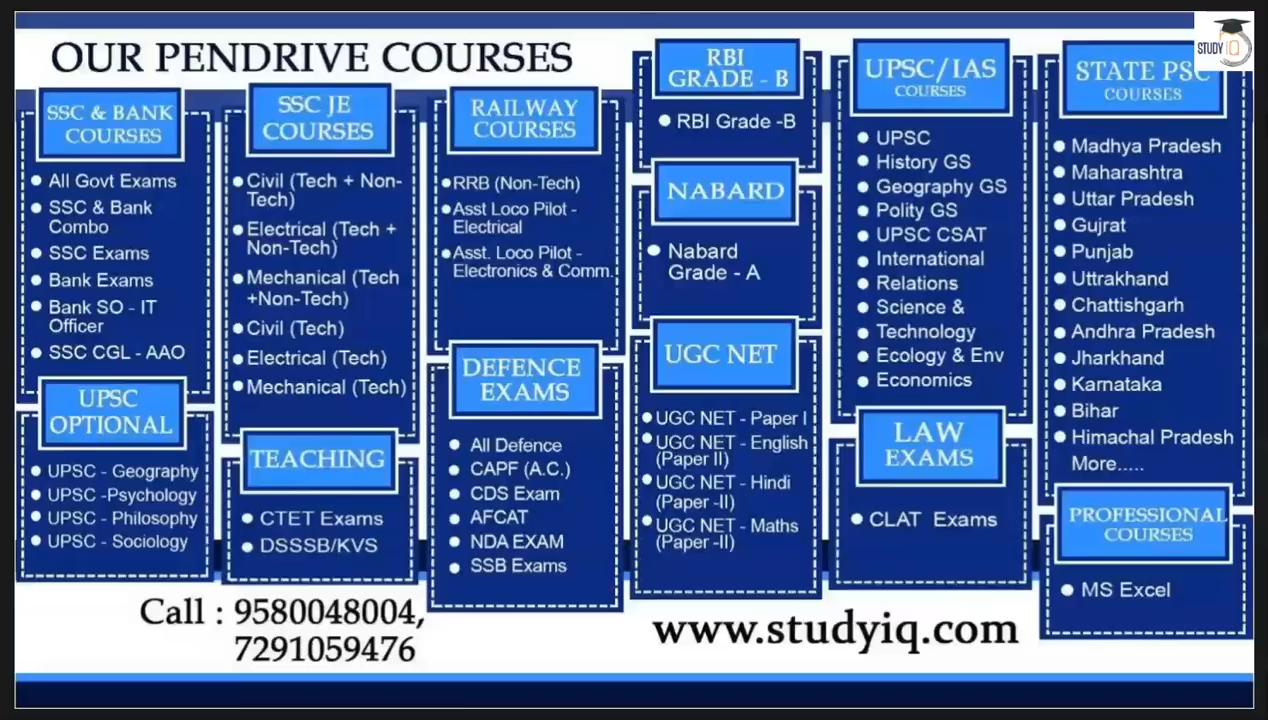 OUR PENDRIVE COURSES
STUDY IQ
SSC & BANK
COURSES
All Govt Exams
SSC & Bank
Combo
SSC Exams
Bank Exams
Bank SO - IT
Officer
SSC CGL - AAO
UPSC
OPTIONAL
UPSC - Geography
UPSC -Psychology
UPSC - Philosophy
UPSC - Sociology
SSC JE
COURSES
Civil (Tech + Non-
Tech)
Electrical (Tech +
Non-Tech)
Mechanical (Tech
+Non-Tech)
Civil (Tech)
Electrical (Tech)
Mechanical (Tech)
TEACHING
CTET Exams
DSSSB/KVS
RAILWAY
COURSES
RRB (Non-Tech)
Asst Loco Pilot -
Electrical
Asst. Loco Pilot -
Electronics & Comm.
DEFENCE
EXAMS
All Defence
CAPF (A.C.)
CDS Exam
AFCAT
NDA EXAM
SSB Exams
RBI
GRADE - B
RBI Grade -B
NABARD
Nabard
Grade - A
UGC NET
UGC NET - Paper I
UGC NET - English
(Paper II)
UGC NET - Hindi
(Paper -II)
UGC NET - Maths
(Paper -II)
UPSC/IAS
COURSES
UPSC
History GS
Geography GS
Polity GS
UPSC CSAT
International
Relations
Science &
Technology
Ecology & Env
Economics
LAW
EXAMS
CLAT Exams
STATE PSC
COURSES
Madhya Pradesh
Maharashtra
Uttar Pradesh
Gujrat
Punjab
Uttrakhand
Chattishgarh
Andhra Pradesh
Jharkhand
Karnataka
Bihar
Himachal Pradesh
More.....
PROFESSIONAL
COURSES
MS Excel
Call : 9580048004,
7291059476
www.studyiq.com